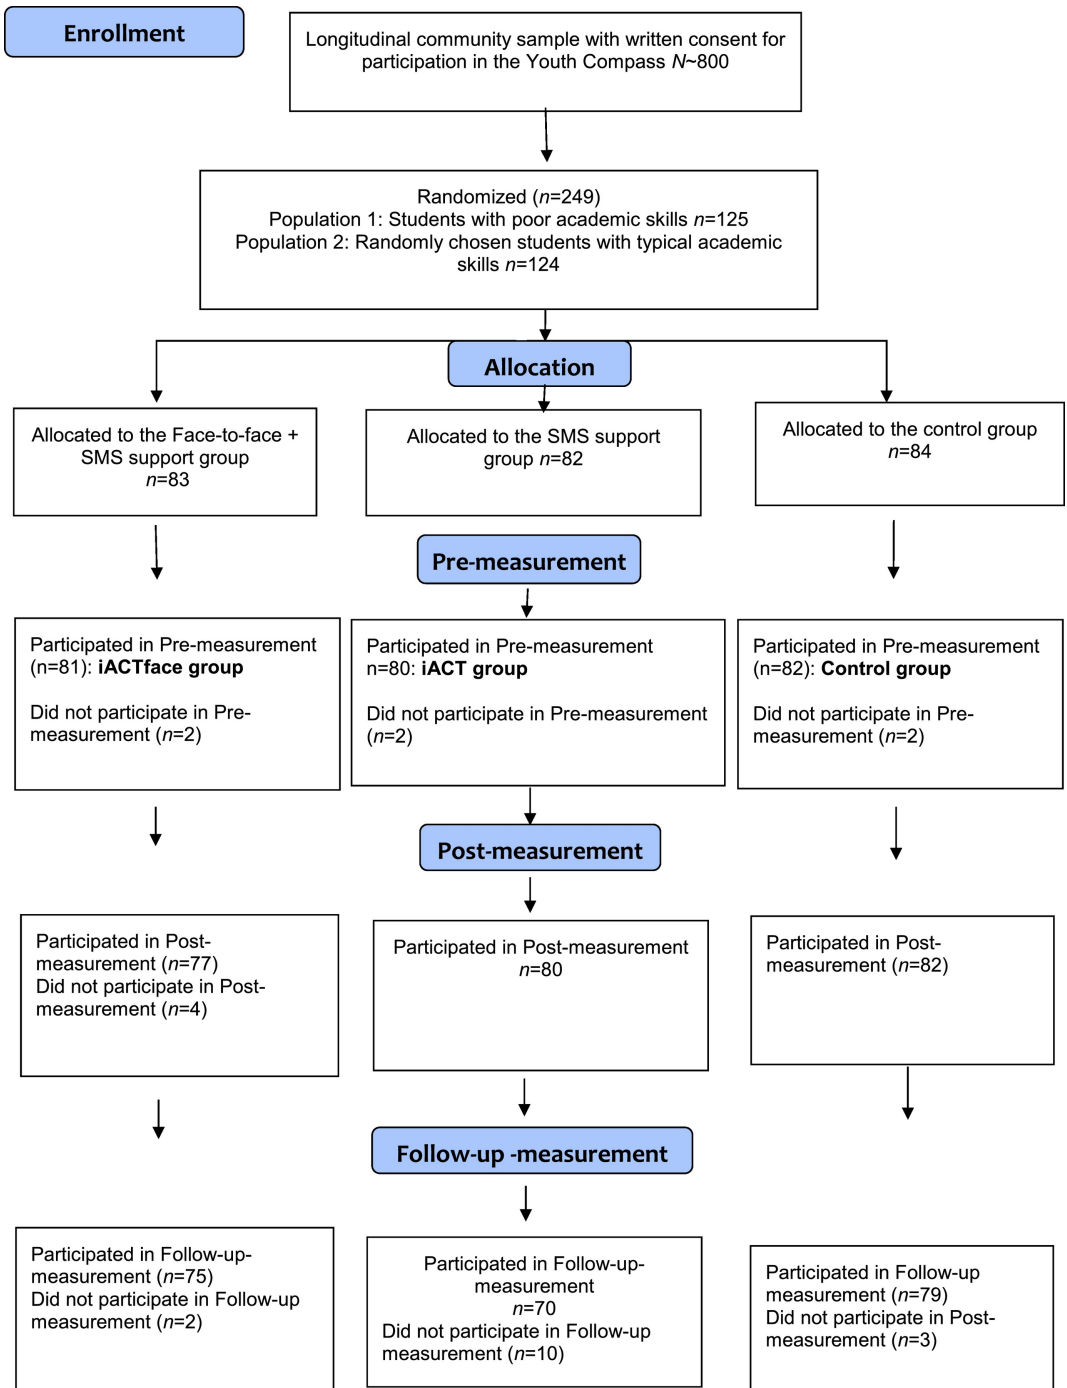 Enrollment
Longitudinal community sample with written consent for
participation in the Youth Compass N~800
Randomized (n=249)
Population 1: Students with poor academic skills n=125
Population 2: Randomly chosen students with typical academic
skills n=124
Allocation
Allocated to the Face-to-face +
SMS support group
n=83
Allocated to the SMS support
group n=82
Allocated to the control group
n=84
Pre-measurement
Participated in Pre-measurement
(n=81): iACTface group
Did not participate in Pre-
measurement (n=2)
Participated in Pre-measurement
n=80: iACT group
Did not participate in Pre-measurement
(n=2)
Participated in Pre-measurement
(n=82): Control group
Did not participate in Pre-
measurement (n=2)
Post-measurement
Participated in Post-
measurement (n=77)
Did not participate in Post-
measurement (n=4)
Participated in Post-measurement
n=80
Participated in Post-
measurement (n=82)
Follow-up -measurement
Participated in Follow-up-
measurement (n=75)
Did not participate in Follow-up
measurement (n=2)
Participated in Follow-up-
measurement
n=70
Did not participate in Follow-up
measurement (n=10)
Participated in Follow-up
measurement (n=79)
Did not participate in Post-
measurement (n=3)